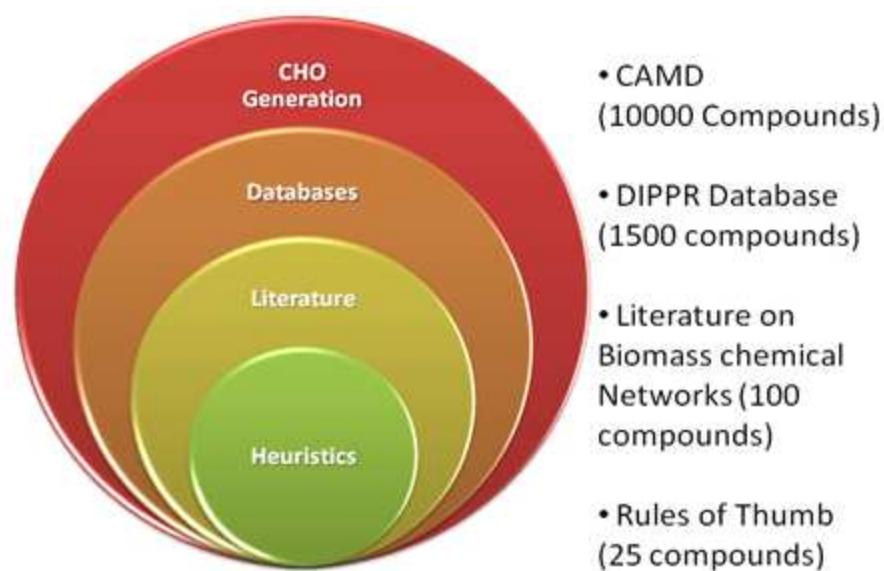 CHO
Generation
Databases
Literature
Heuristics
• CAMD
(10000 Compounds)
• DIPPR Database
(1500 compounds)
• Literature on
Biomass chemical
Networks (100
compounds)
• Rules of Thumb
(25 compounds)